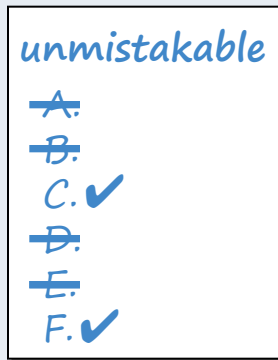 unmistakable
A.
B.
C. ✔
D.
E.
F. ✔